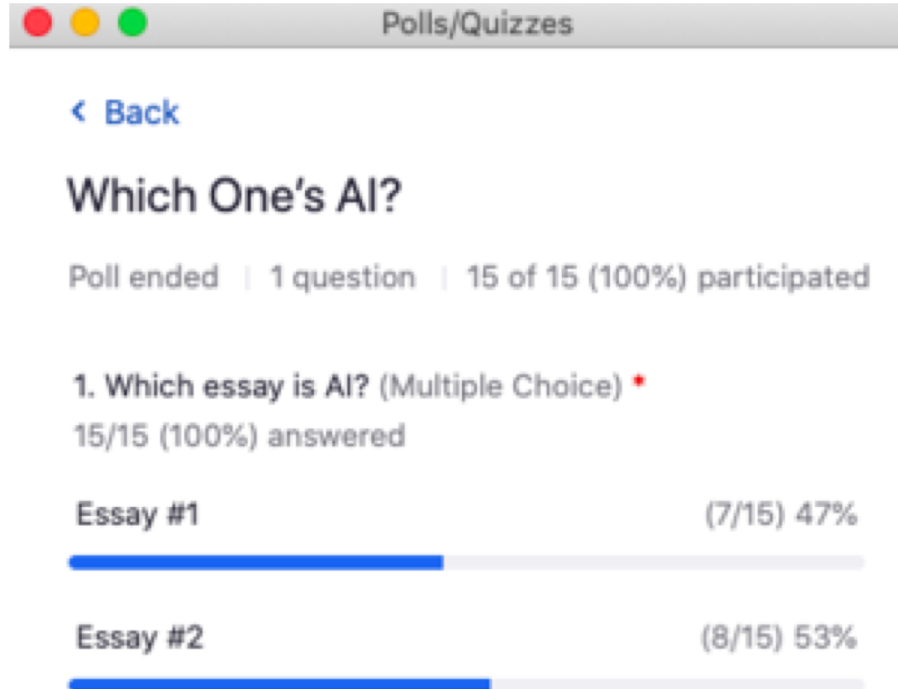 Polls/Quizzes
< Back
Which One's AI?
Poll ended | 1 question | 15 of 15 (100%) participated
1. Which essay is AI? (Multiple Choice) *
15/15 (100%) answered
Essay #1 (7/15) 47%
Essay #2 (8/15) 53%